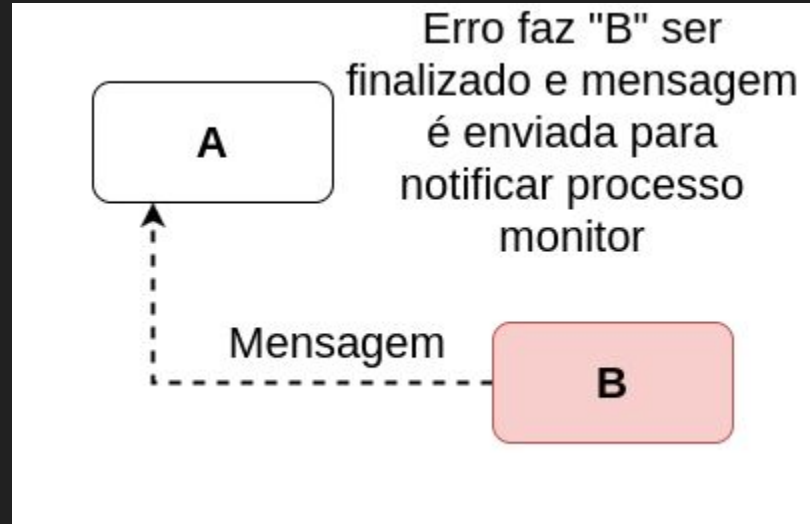 Erro faz "B" ser
finalizado e mensagem
é enviada para
notificar processo
monitor
A
Mensagem
B